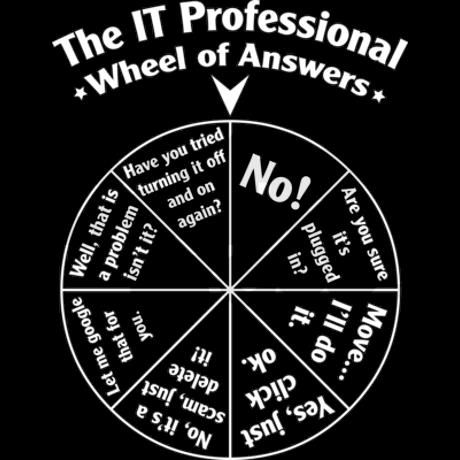 The IT Professional
Wheel of Answers
No!
Are you sure
it's
plugged
in?
Move...
I'll do
it.
Yes, just
click
ok.
No, it's a
scam, just
delete
it!
Let me google
that for
you.
Well, that is
a problem
isn't it?
Have you tried
turning it off
and on
again?